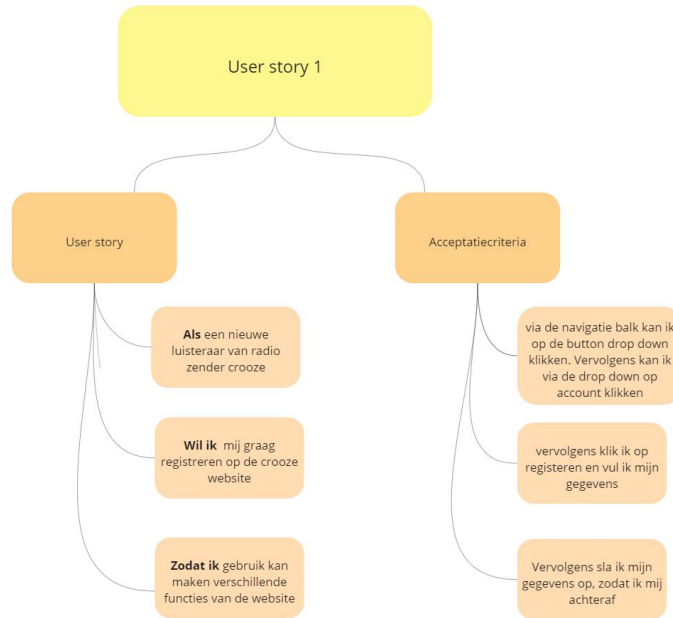 User story 1
User story
Acceptatiecriteria
Als een nieuwe
luisteraar van radio
zender crooze
Wil ik mij graag
registreren op de crooze
website
Zodat ik gebruik kan
maken verschillende
functies van de website
via de navigatie balk kan ik
op de button drop down
klikken. Vervolgens kan ik
via de drop down op
account klikken
vervolgens klik ik op
registeren en vul ik mijn
gegevens
Vervolgens sla ik mijn
gegevens op, zodat ik mij
achteraf